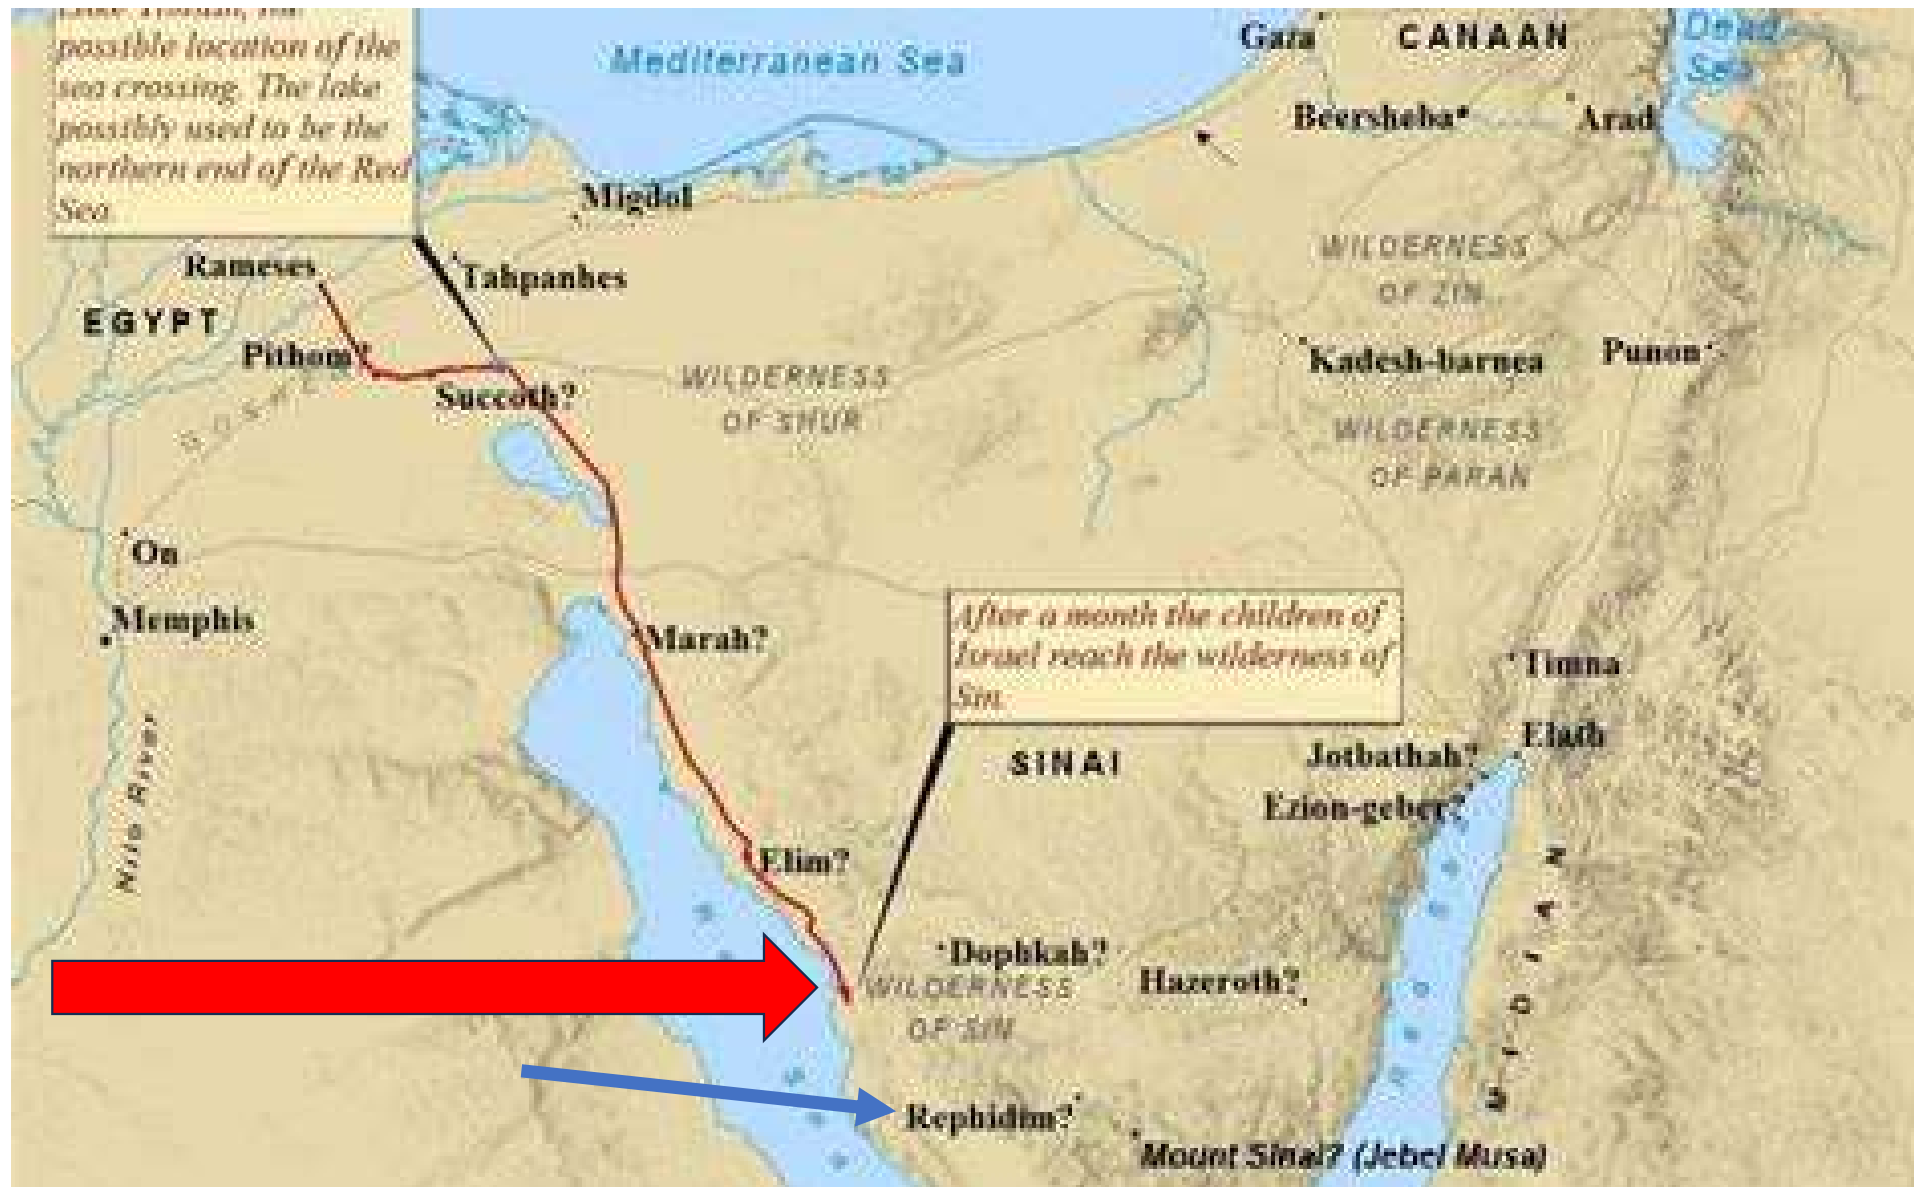 possible location of the
sea crossing. The lake
possibly used to be the
northern end of the Red
Sea.
Mediterranean Sea
Gaza
CANAAN
Dead
Sea
Beersheba
Arad
Migdol
Rameses
Tahpanhes
EGYPT
Pithom?
Succoth?
GOSHEN
WILDERNESS
OF SHUR
WILDERNESS
OF ZIN
Kadesh-barnea
Punon
WILDERNESS
OF PARAN
On
Memphis
Marah?
After a month the children of
Israel reach the wilderness of
Sin.
Timna
Elath
SINAI
Jotbathah?
Ezion-geber?
Nile River
Elim?
MIDIAN
Dophkah?
WILDERNESS
OF SIN
Hazeroth?
Rephidim?
Mount Sinai? (Jebel Musa)